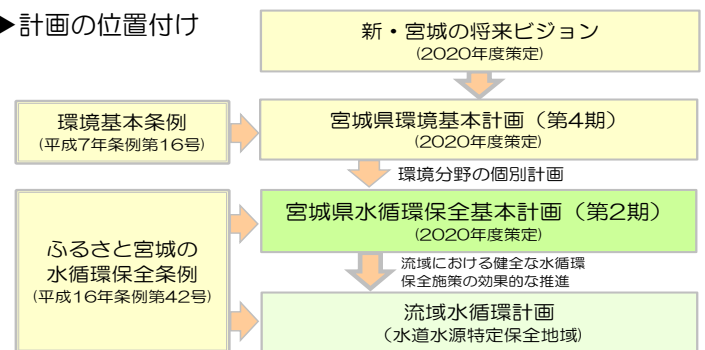 ▶計画の位置付け
新・宮城の将来ビジョン
(2020年度策定)
環境基本条例
(平成7年条例第16号)
宮城県環境基本計画（第4期）
(2020年度策定)
環境分野の個別計画
宮城県水循環保全基本計画（第2期）
(2020年度策定)
ふるさと宮城の
水循環保全条例
(平成16年条例第42号)
流域における健全な水循環
保全施策の効果的な推進
流域水循環計画
（水道水源特定保全地域）